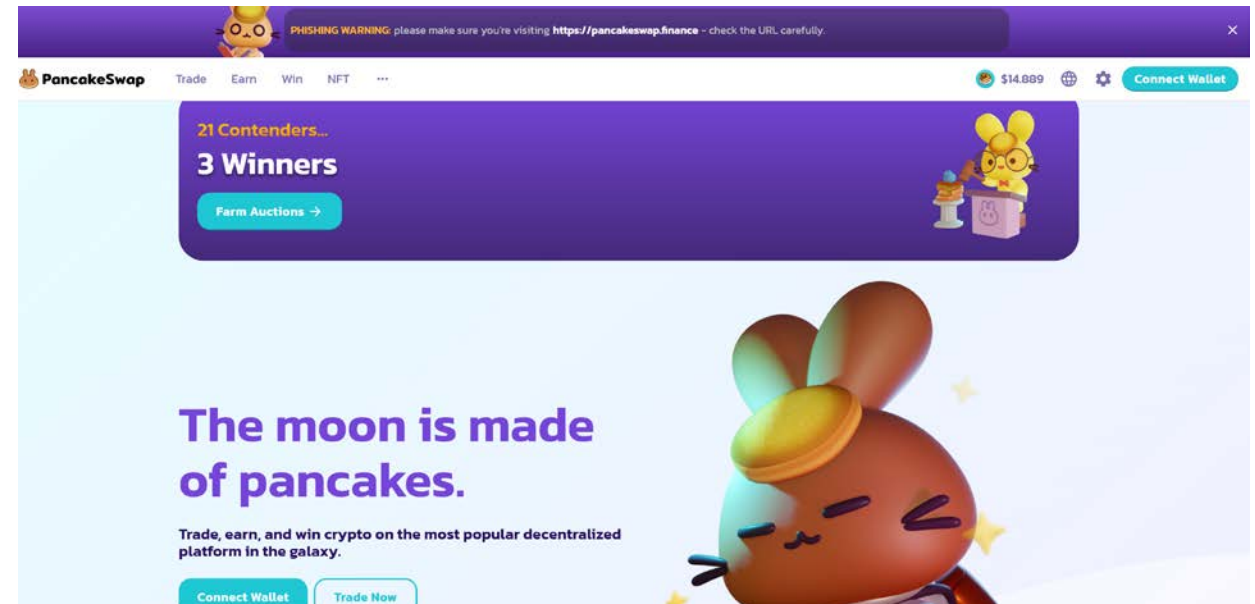 PHISHING WARNING: please make sure you're visiting https://pancakeswap.finance - check the URL carefully.
PancakeSwap Trade Earn Win NFT ... $14.889 Connect Wallet
21 Contenders...
3 Winners
Farm Auctions →
The moon is made
of pancakes.
Trade, earn, and win crypto on the most popular decentralized
platform in the galaxy.
Connect Wallet Trade Now